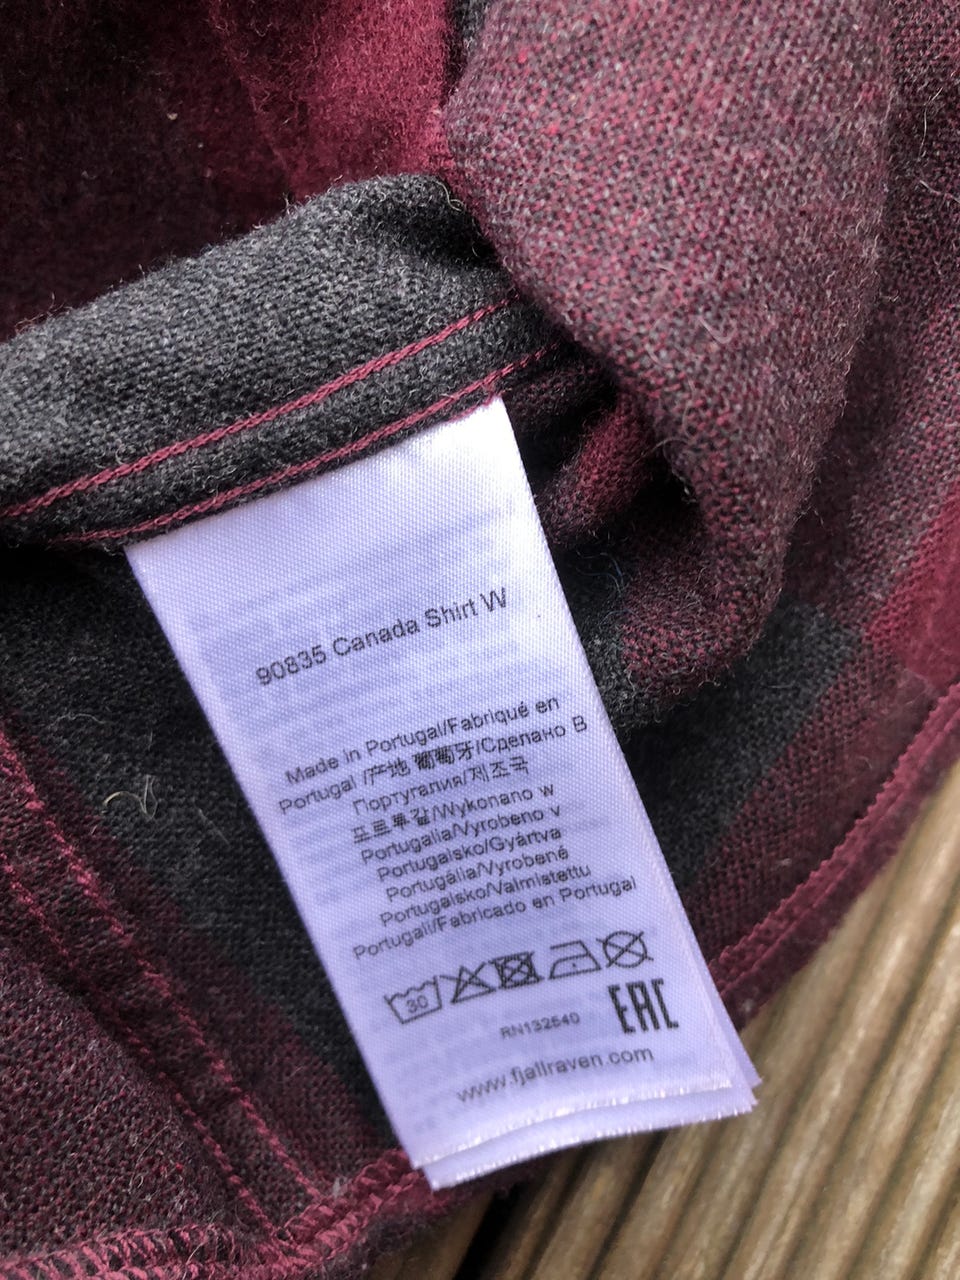 90835 Canada Shirt W
Made in Portugal/Fabriqué en
Portugal /产地 葡萄牙/Сделано В
Португалия/제조국
포르투갈/Wykonano w
Portugalia/Vyrobeno v
Portugalsko/Gyártva
Portugália/Vyrobené
Portugalsko/Valmistettu
Portugali/Fabricado en Portugal
30
RN132540
EAC
www.fjallraven.com